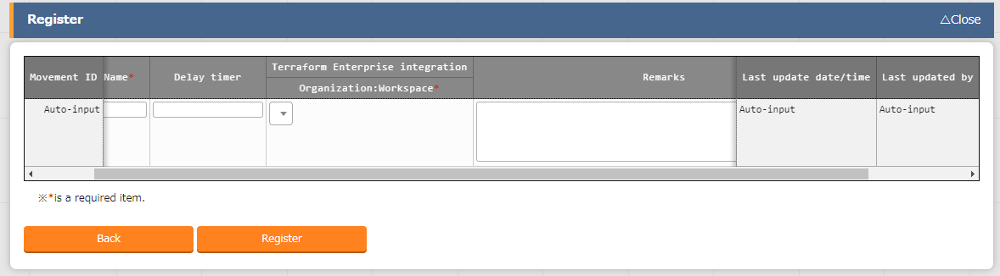 Register
△Close
Movement ID Name* Delay timer Terraform Enterprise integration Remarks Last update date/time Last updated by
Organization:Workspace*
Auto-input Auto-input Auto-input
※*is a required item.
Back Register